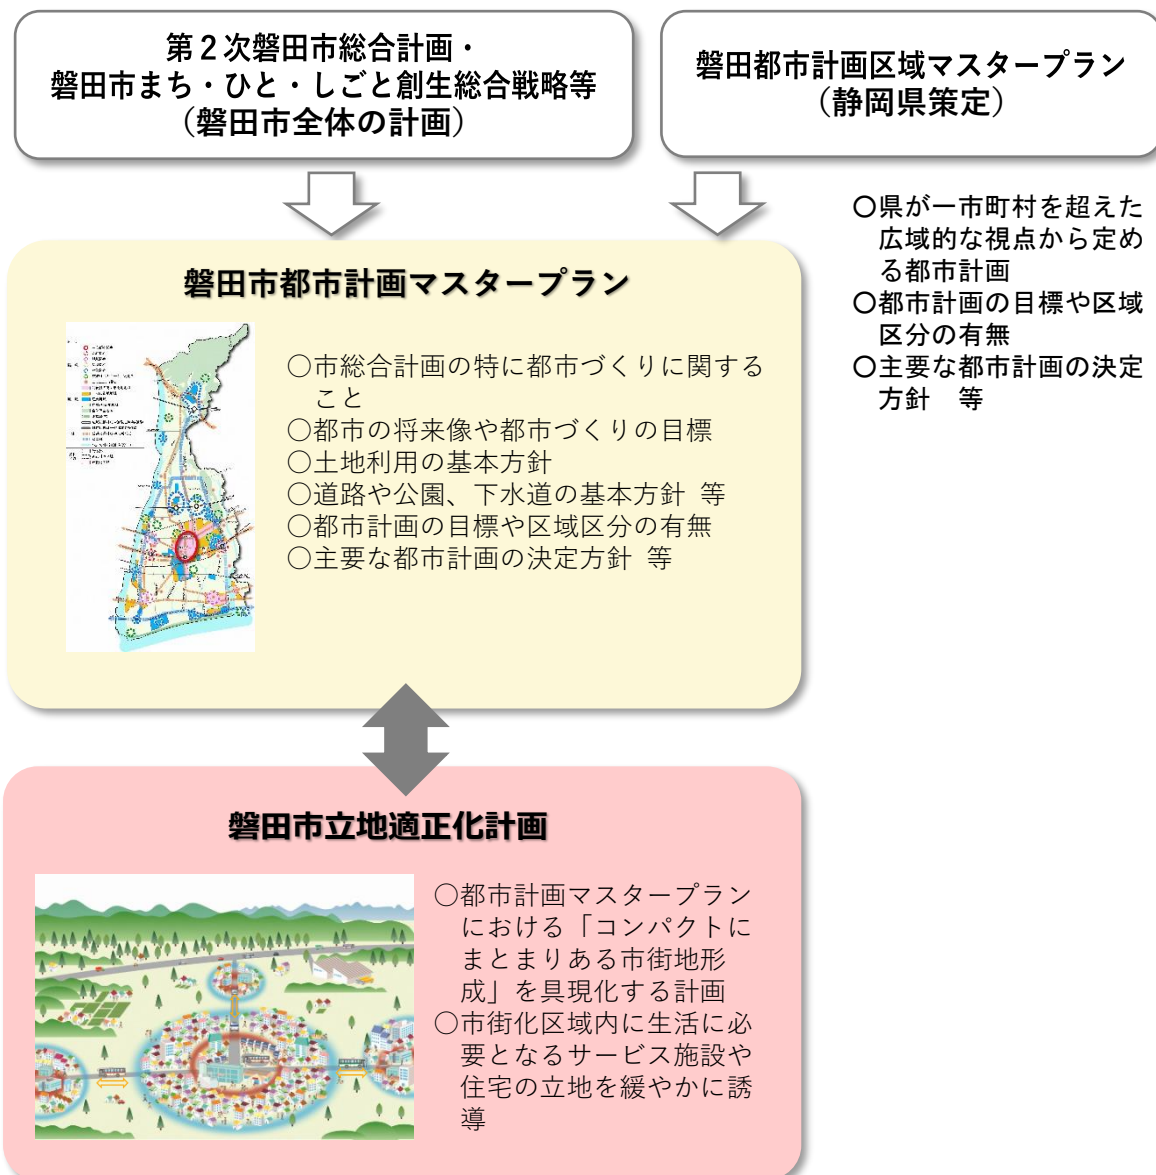 第２次磐田市総合計画・
磐田市まち・ひと・しごと創生総合戦略等
（磐田市全体の計画）
磐田都市計画区域マスタープラン
（静岡県策定）
○県が一市町村を超えた
広域的な視点から定め
る都市計画
○都市計画の目標や区域
区分の有無
○主要な都市計画の決定
方針　等
磐田市都市計画マスタープラン
○市総合計画の特に都市づくりに関する
こと
○都市の将来像や都市づくりの目標
○土地利用の基本方針
○道路や公園、下水道の基本方針 等
○都市計画の目標や区域区分の有無
○主要な都市計画の決定方針 等
磐田市立地適正化計画
○都市計画マスタープラン
における「コンパクトに
まとまりある市街地形
成」を具現化する計画
○市街化区域内に生活に必
要となるサービス施設や
住宅の立地を緩やかに誘
導